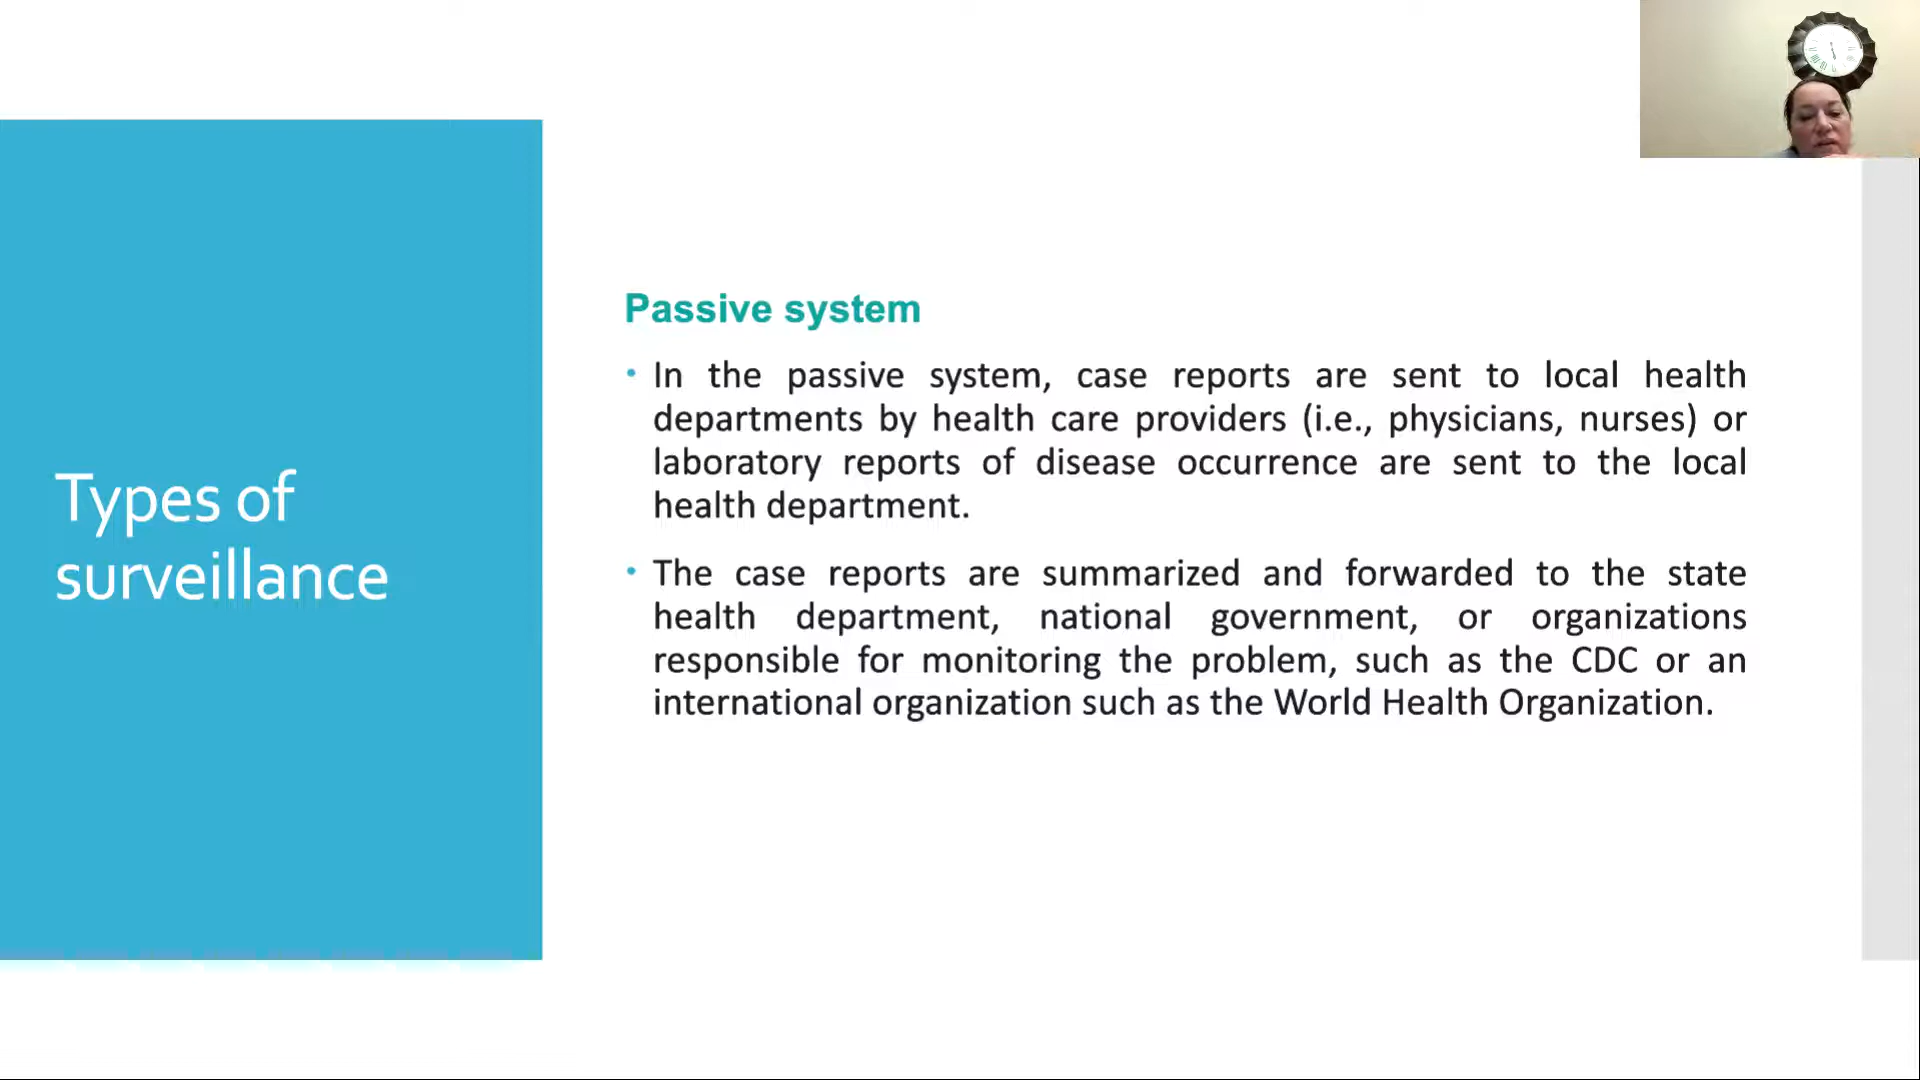 Types of
surveillance
Passive system
• In the passive system, case reports are sent to local health
departments by health care providers (i.e., physicians, nurses) or
laboratory reports of disease occurrence are sent to the local
health department.
• The case reports are summarized and forwarded to the state
health department, national government, or organizations
responsible for monitoring the problem, such as the CDC or an
international organization such as the World Health Organization.